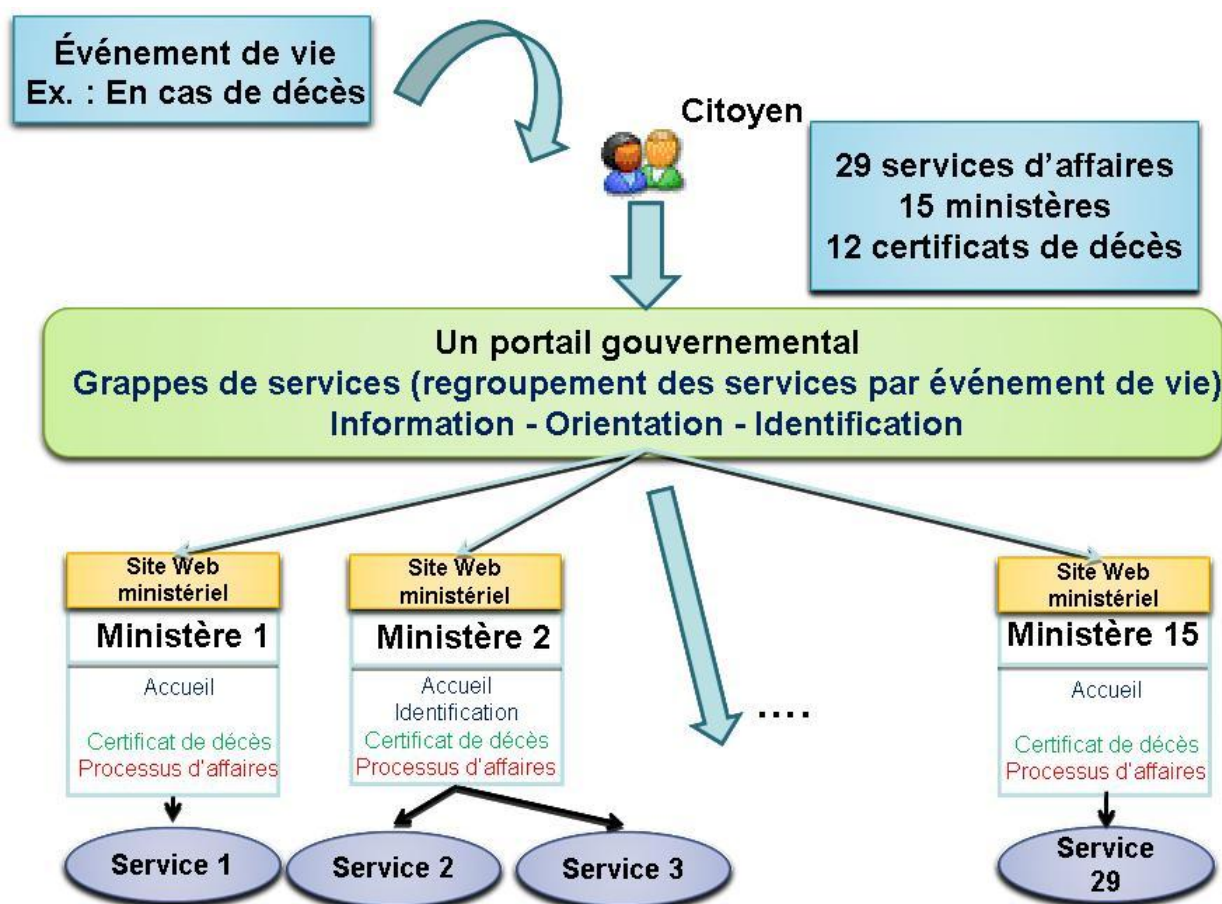 Événement de vie
Ex. : En cas de décès
Citoyen
29 services d'affaires
15 ministères
12 certificats de décès
Un portail gouvernemental
Grappes de services (regroupement des services par événement de vie)
Information - Orientation - Identification
Site Web
ministériel
Ministère 1
Accueil
Certificat de décès
Processus d'affaires
Service 1
Site Web
ministériel
Ministère 2
Accueil
Identification
Certificat de décès
Processus d'affaires
Service 2
Service 3
....
Site Web
ministériel
Ministère 15
Accueil
Certificat de décès
Processus d'affaires
Service
29